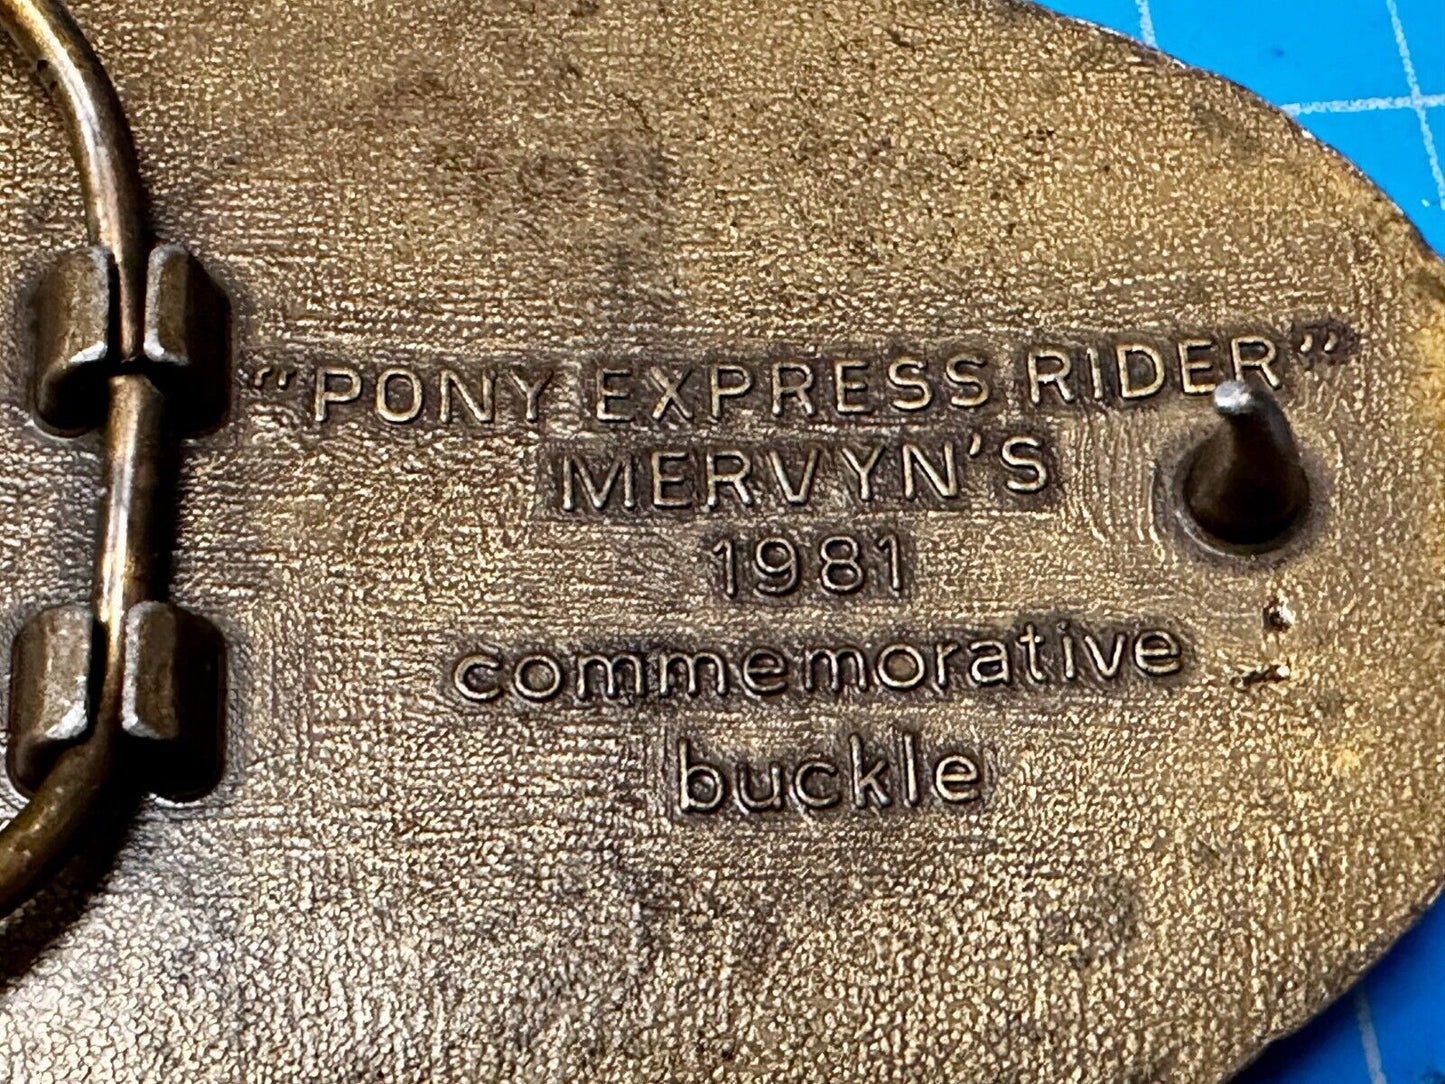 "PONY EXPRESS RIDER"
MERVYN'S
1981
commemorative
buckle